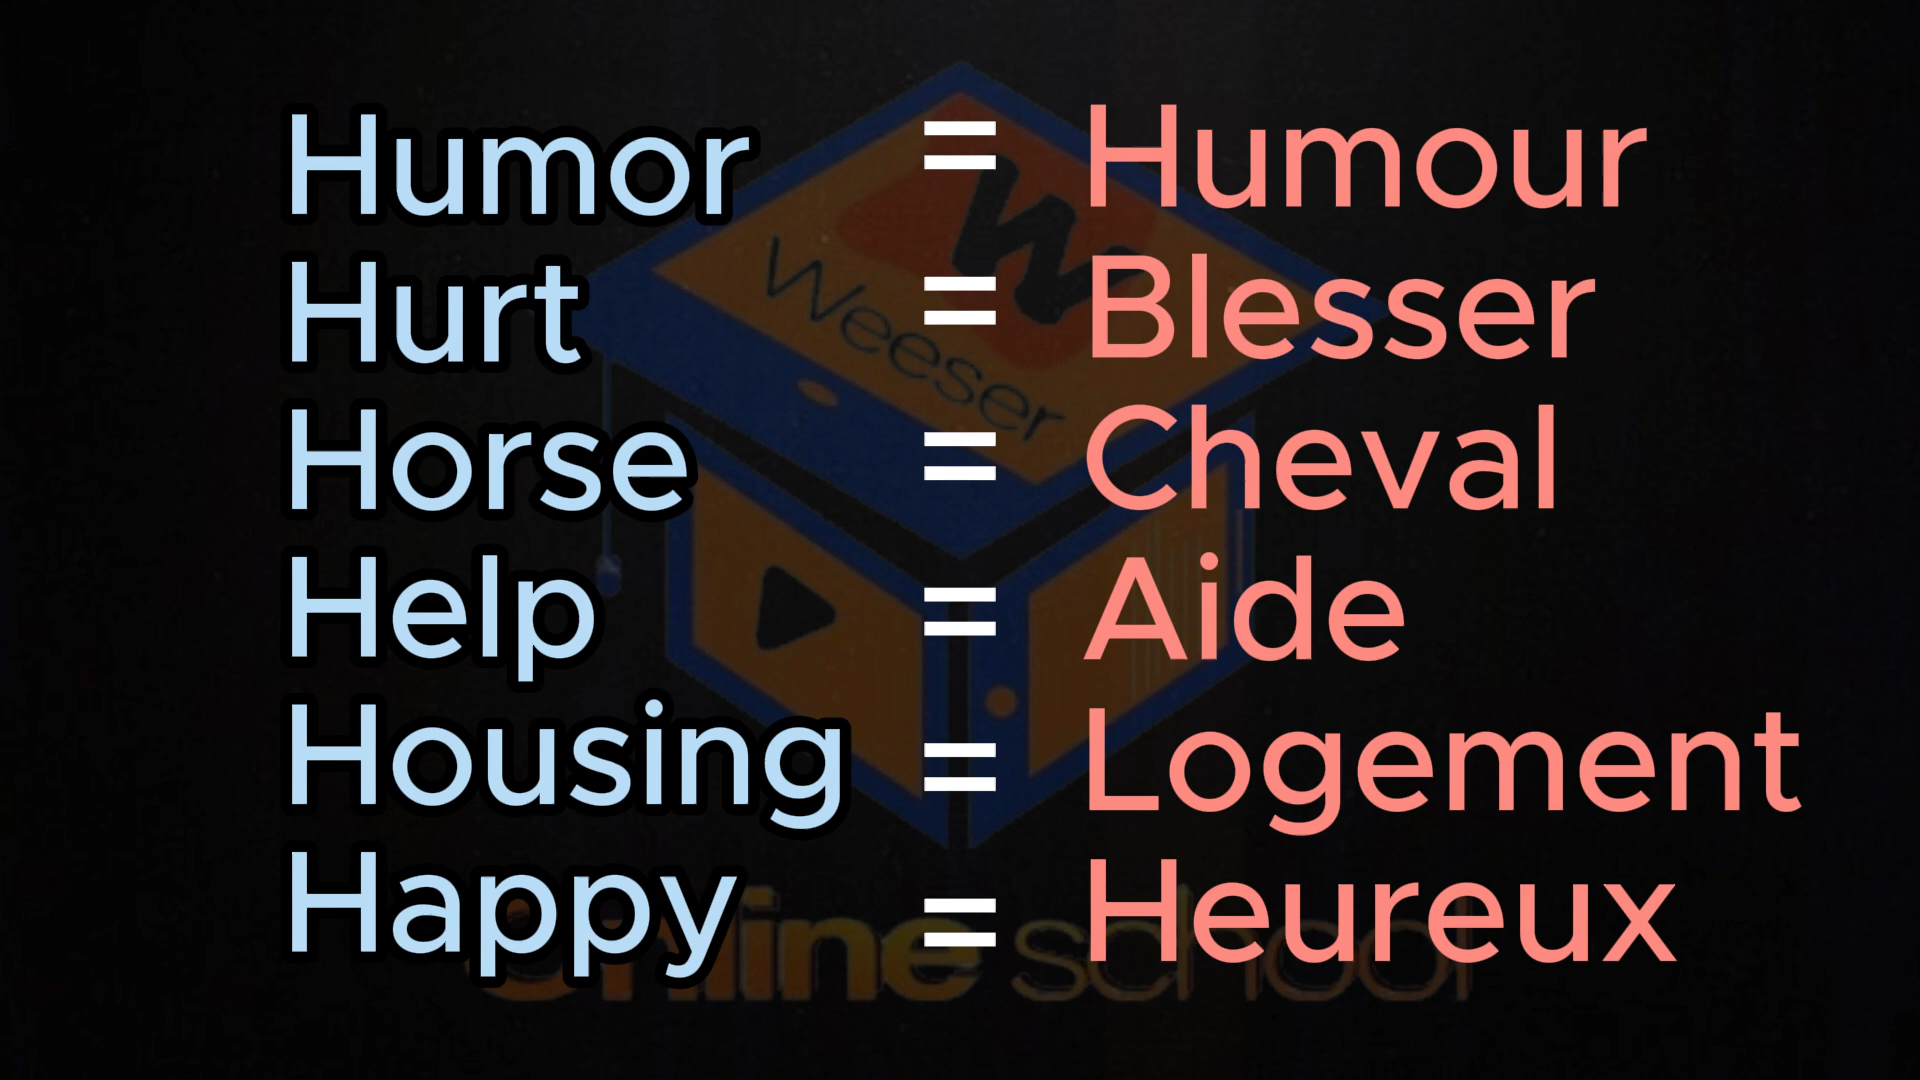 Humor = Humour
Hurt = Blesser
Horse = Cheval
Help = Aide
Housing = Logement
Happy = Heureux
W
Weeser
Online school